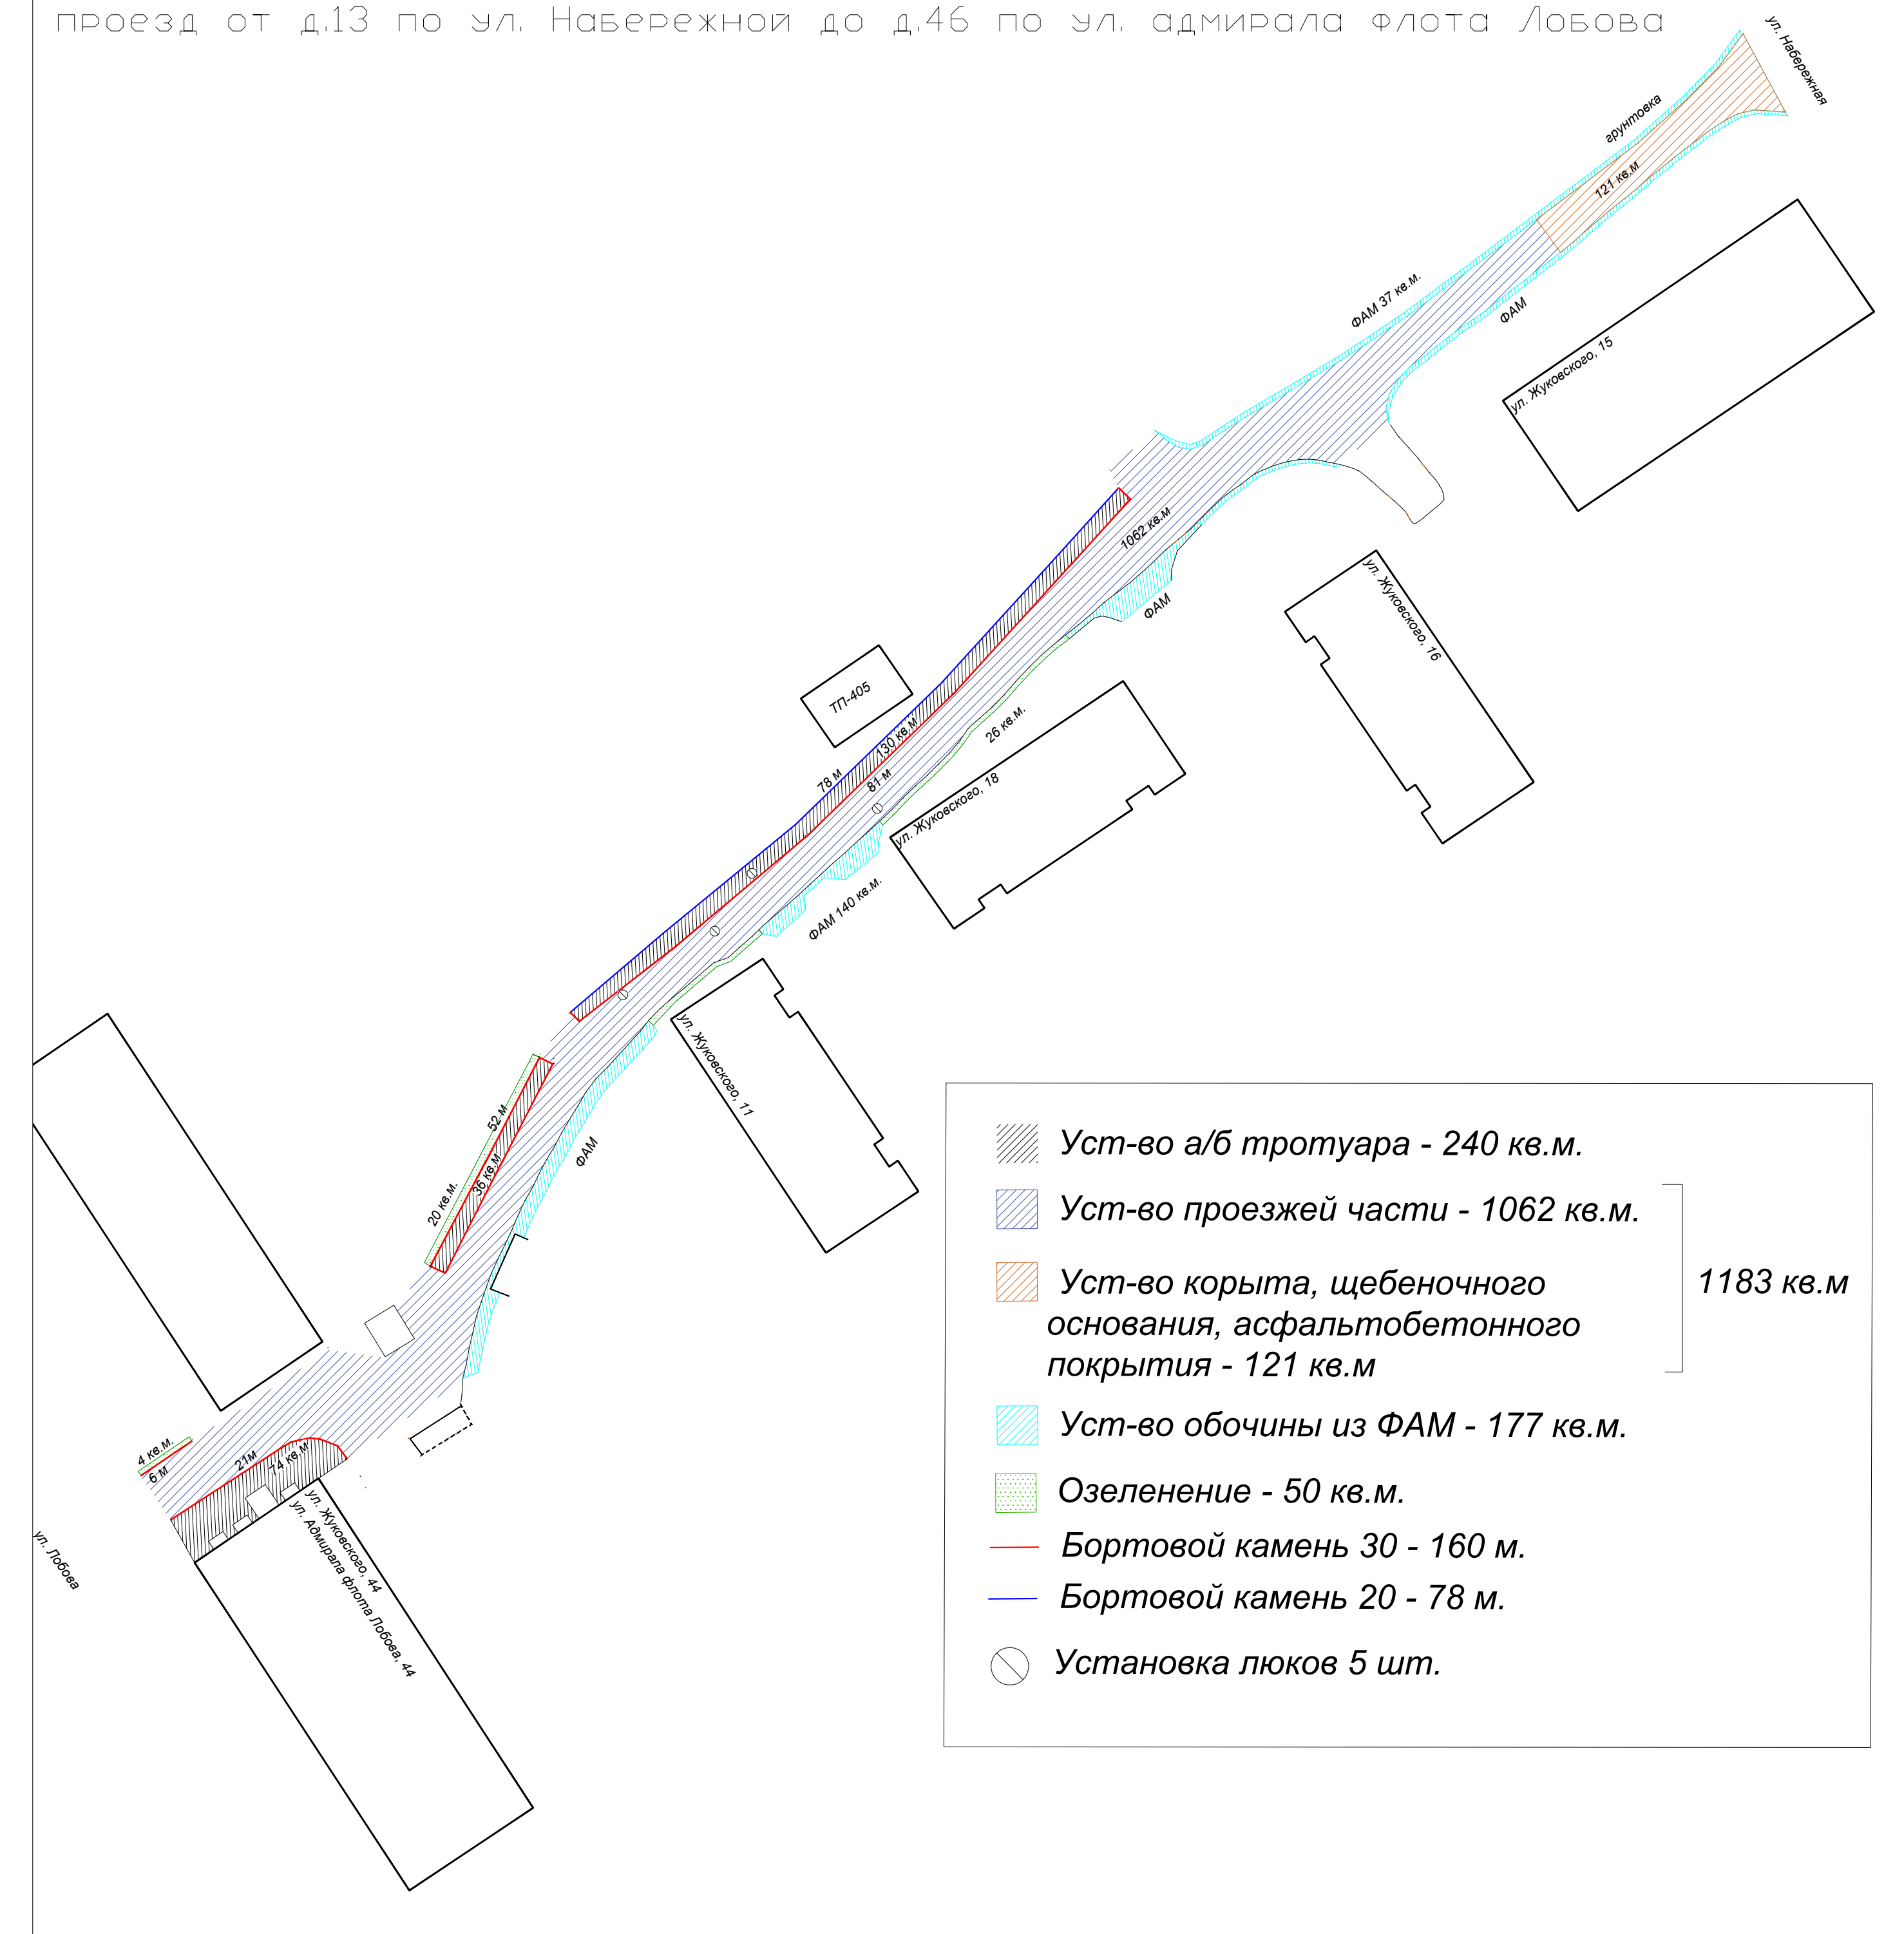 проезд от д.13 по ул. Набережной до д.46 по ул. адмирала Флота Лобова
ул. Набережная
грунтовка
121 кв.м
ФАМ 37 кв.м.
ФАМ
ул. Жуковского, 15
1062 кв.м
ФАМ
ул. Жуковского, 16
ТП-405
130 кв.м
78 м
81 м
26 кв.м.
ул. Жуковского, 18
ФАМ 140 кв.м.
ул. Жуковского, 11
52 м
36 кв.м
20 кв.м.
ФАМ
4 кв.м.
6 м
21м
74 кв.м
ул. Жуковского, 44
ул. Адмирала флота Лобова, 44
ул. Лобова
Уст-во а/б тротуара - 240 кв.м.
Уст-во проезжей части - 1062 кв.м.
Уст-во корыта, щебеночного
основания, асфальтобетонного
покрытия - 121 кв.м
1183 кв.м
Уст-во обочины из ФАМ - 177 кв.м.
Озеленение - 50 кв.м.
Бортовой камень 30 - 160 м.
Бортовой камень 20 - 78 м.
Установка люков 5 шт.